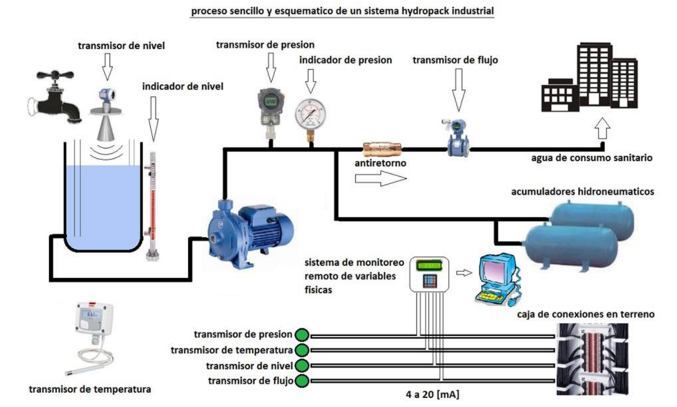 proceso sencillo y esquematico de un sistema hydropack industrial
transmisor de nivel
transmisor de presion
indicador de presion
transmisor de flujo
indicador de nivel
antiretorno
agua de consumo sanitario
acumuladores hidroneumaticos
sistema de monitoreo
remoto de variables
fisicas
caja de conexiones en terreno
transmisor de presion
transmisor de temperatura
transmisor de nivel
transmisor de flujo
transmisor de temperatura
4 a 20 [mA]